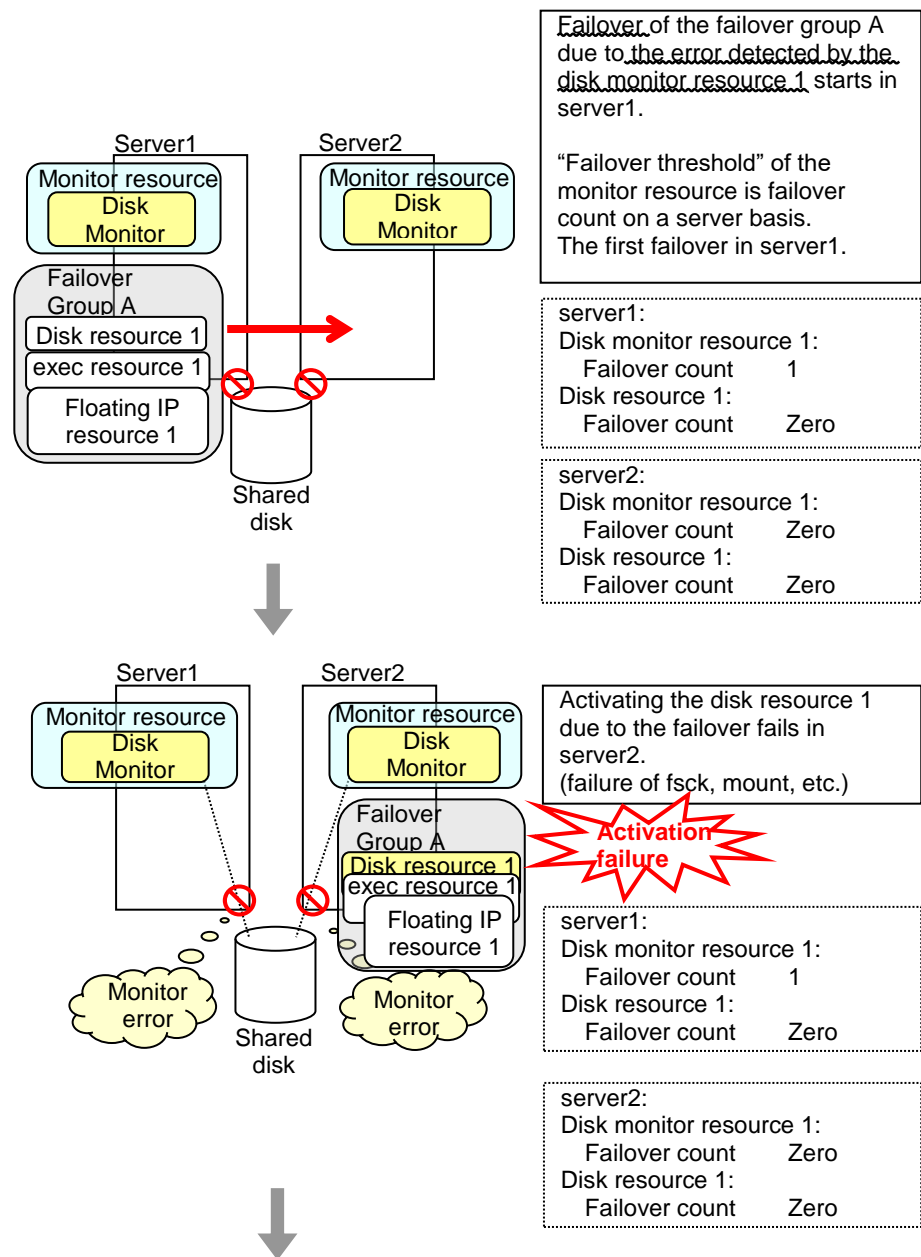 Failover of the failover group A
due to the error detected by the
disk monitor resource 1 starts in
server1.
“Failover threshold” of the
monitor resource is failover
count on a server basis.
The first failover in server1.
Server1
Monitor resource
Disk
Monitor
Server2
Monitor resource
Disk
Monitor
Failover
Group A
Disk resource 1
exec resource 1
Floating IP
resource 1
Shared
disk
server1:
Disk monitor resource 1:
Failover count 1
Disk resource 1:
Failover count Zero
server2:
Disk monitor resource 1:
Failover count Zero
Disk resource 1:
Failover count Zero
Server1
Monitor resource
Disk
Monitor
Server2
Monitor resource
Disk
Monitor
Failover
Group A
Disk resource 1
exec resource 1
Floating IP
resource 1
Monitor
error
Shared
disk
Monitor
error
Activating the disk resource 1
due to the failover fails in
server2.
(failure of fsck, mount, etc.)
Activation
failure
server1:
Disk monitor resource 1:
Failover count 1
Disk resource 1:
Failover count Zero
server2:
Disk monitor resource 1:
Failover count Zero
Disk resource 1:
Failover count Zero